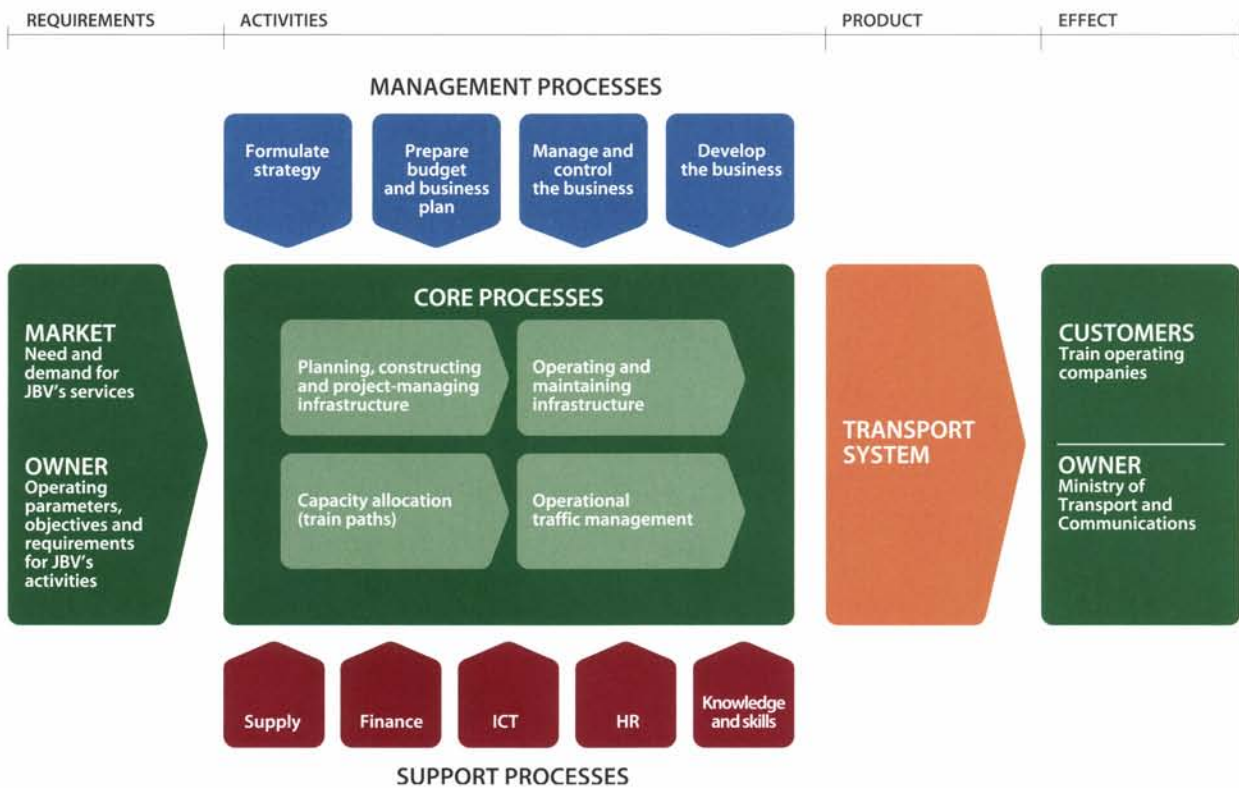 REQUIREMENTS
ACTIVITIES
PRODUCT
EFFECT
MANAGEMENT PROCESSES
Formulate
strategy
Prepare
budget
and business
plan
Manage and
control
the business
Develop
the business
MARKET
Need and
demand for
JBV's services
OWNER
Operating
parameters,
objectives and
requirements
for JBV's
activities
CORE PROCESSES
Planning, constructing
and project-managing
infrastructure
Operating and
maintaining
infrastructure
Capacity allocation
(train paths)
Operational
traffic management
TRANSPORT
SYSTEM
CUSTOMERS
Train operating
companies
OWNER
Ministry of
Transport and
Communications
Supply
Finance
ICT
HR
Knowledge
and skills
SUPPORT PROCESSES